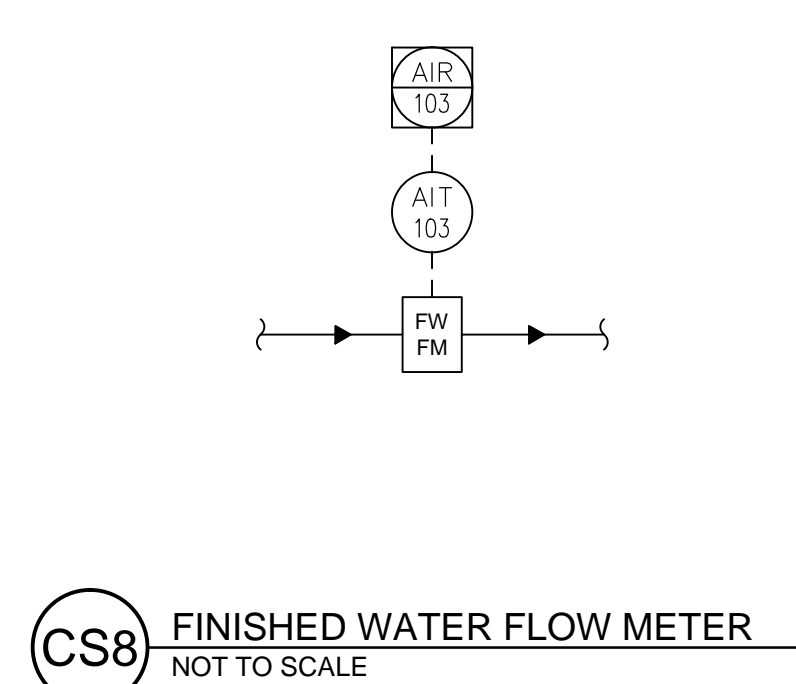 AIR
103
AIT
103
FW
FM
CS8
FINISHED WATER FLOW METER
NOT TO SCALE